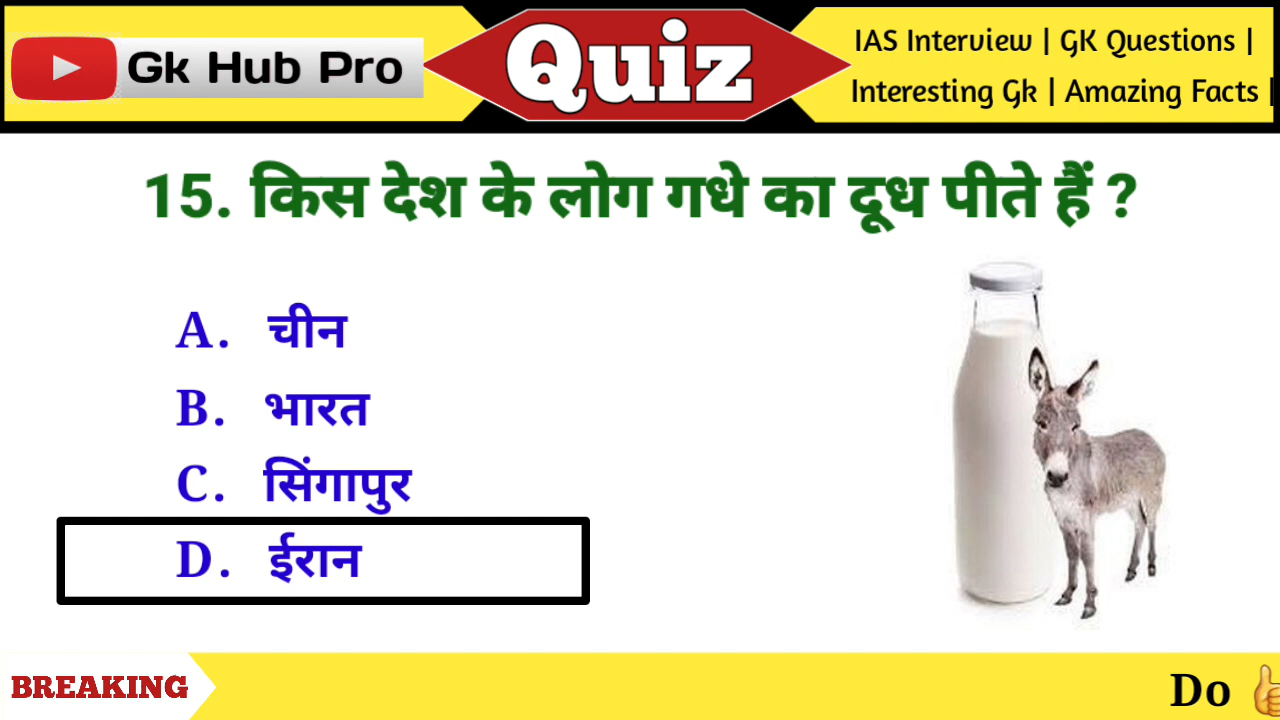 Gk Hub Pro
Quiz
IAS Interview | GK Questions |
Interesting Gk | Amazing Facts |
15. किस देश के लोग गधे का दूध पीते हैं ?
A. चीन
B. भारत
C. सिंगापुर
D. ईरान
BREAKING
Do 👍